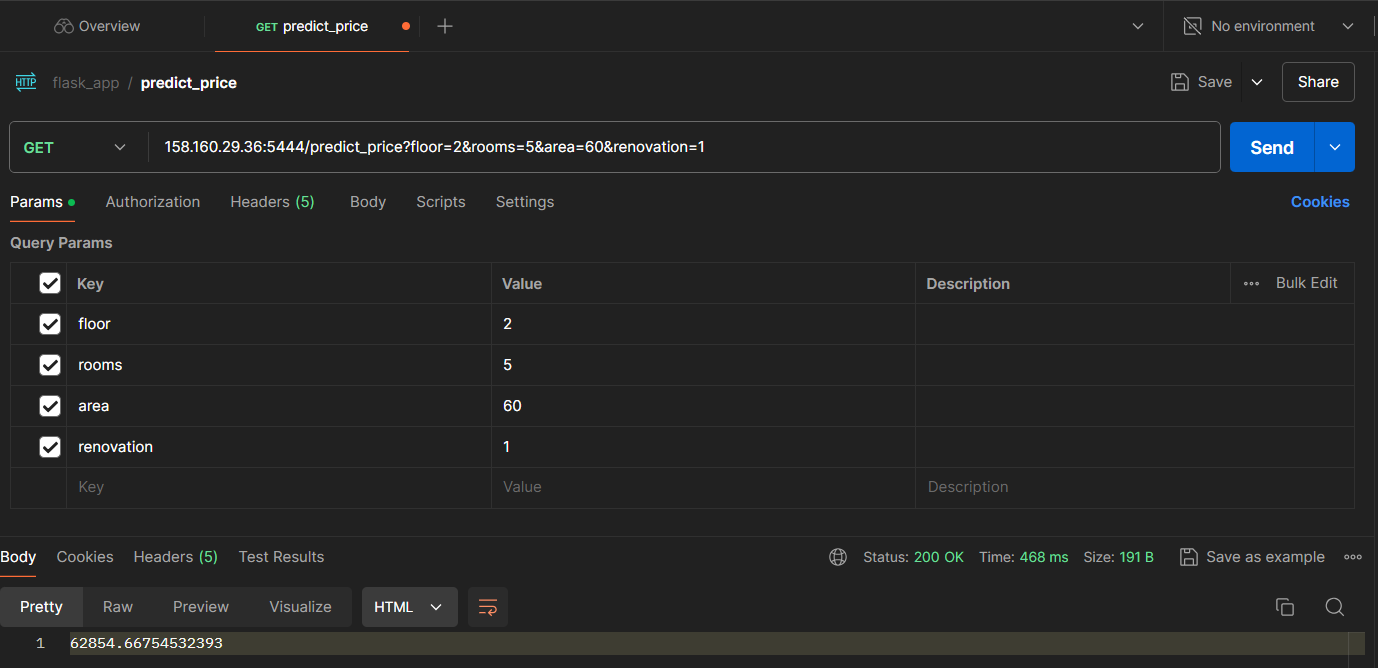 Overview GET predict_price No environment
HTTP flask_app / predict_price Save Share
GET 158.160.29.36:5444/predict_price?floor=2&rooms=5&area=60&renovation=1 Send
Params Authorization Headers (5) Body Scripts Settings Cookies
Query Params
Key Value Description Bulk Edit
floor 2
rooms 5
area 60
renovation 1
Key Value Description
Body Cookies Headers (5) Test Results Status: 200 OK Time: 468 ms Size: 191 B Save as example
Pretty Raw Preview Visualize HTML
1 62854.66754532393